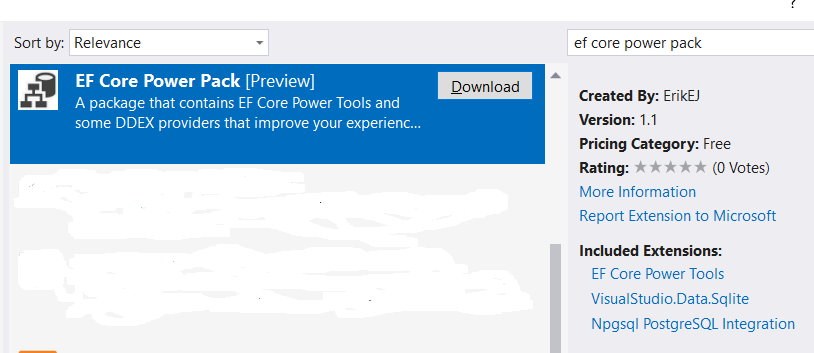 ?
Sort by: Relevance
ef core power pack
EF Core Power Pack [Preview]
Download
A package that contains EF Core Power Tools and
some DDEX providers that improve your experienc...
Created By: ErikEJ
Version: 1.1
Pricing Category: Free
Rating: ★★★★★ (0 Votes)
More Information
Report Extension to Microsoft
Included Extensions:
EF Core Power Tools
VisualStudio.Data.Sqlite
Npgsql PostgreSQL Integration